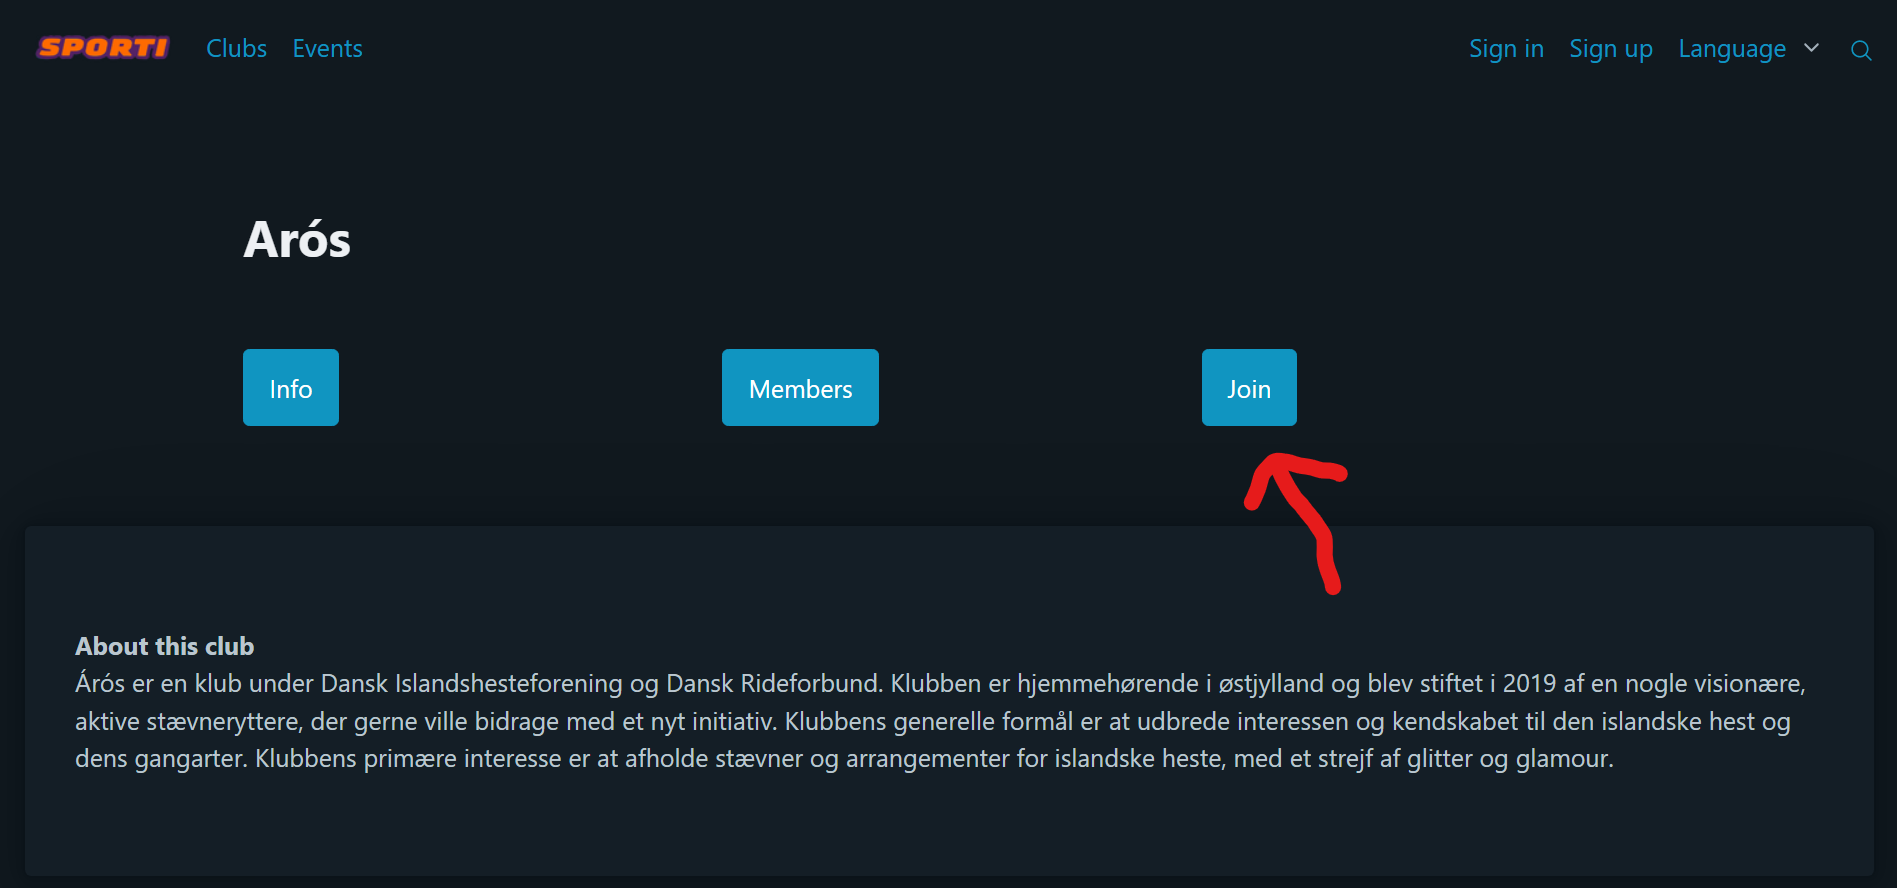 SPORTI Clubs Events Sign in Sign up Language
Arós
Info Members Join
About this club
Árós er en klub under Dansk Islandshesteforening og Dansk Rideforbund. Klubben er hjemmehørende i østjylland og blev stiftet i 2019 af en nogle visionære,
aktive stævneryttere, der gerne ville bidrage med et nyt initiativ. Klubbens generelle formål er at udbrede interessen og kendskabet til den islandske hest og
dens gangarter. Klubbens primære interesse er at afholde stævner og arrangementer for islandske heste, med et strejf af glitter og glamour.